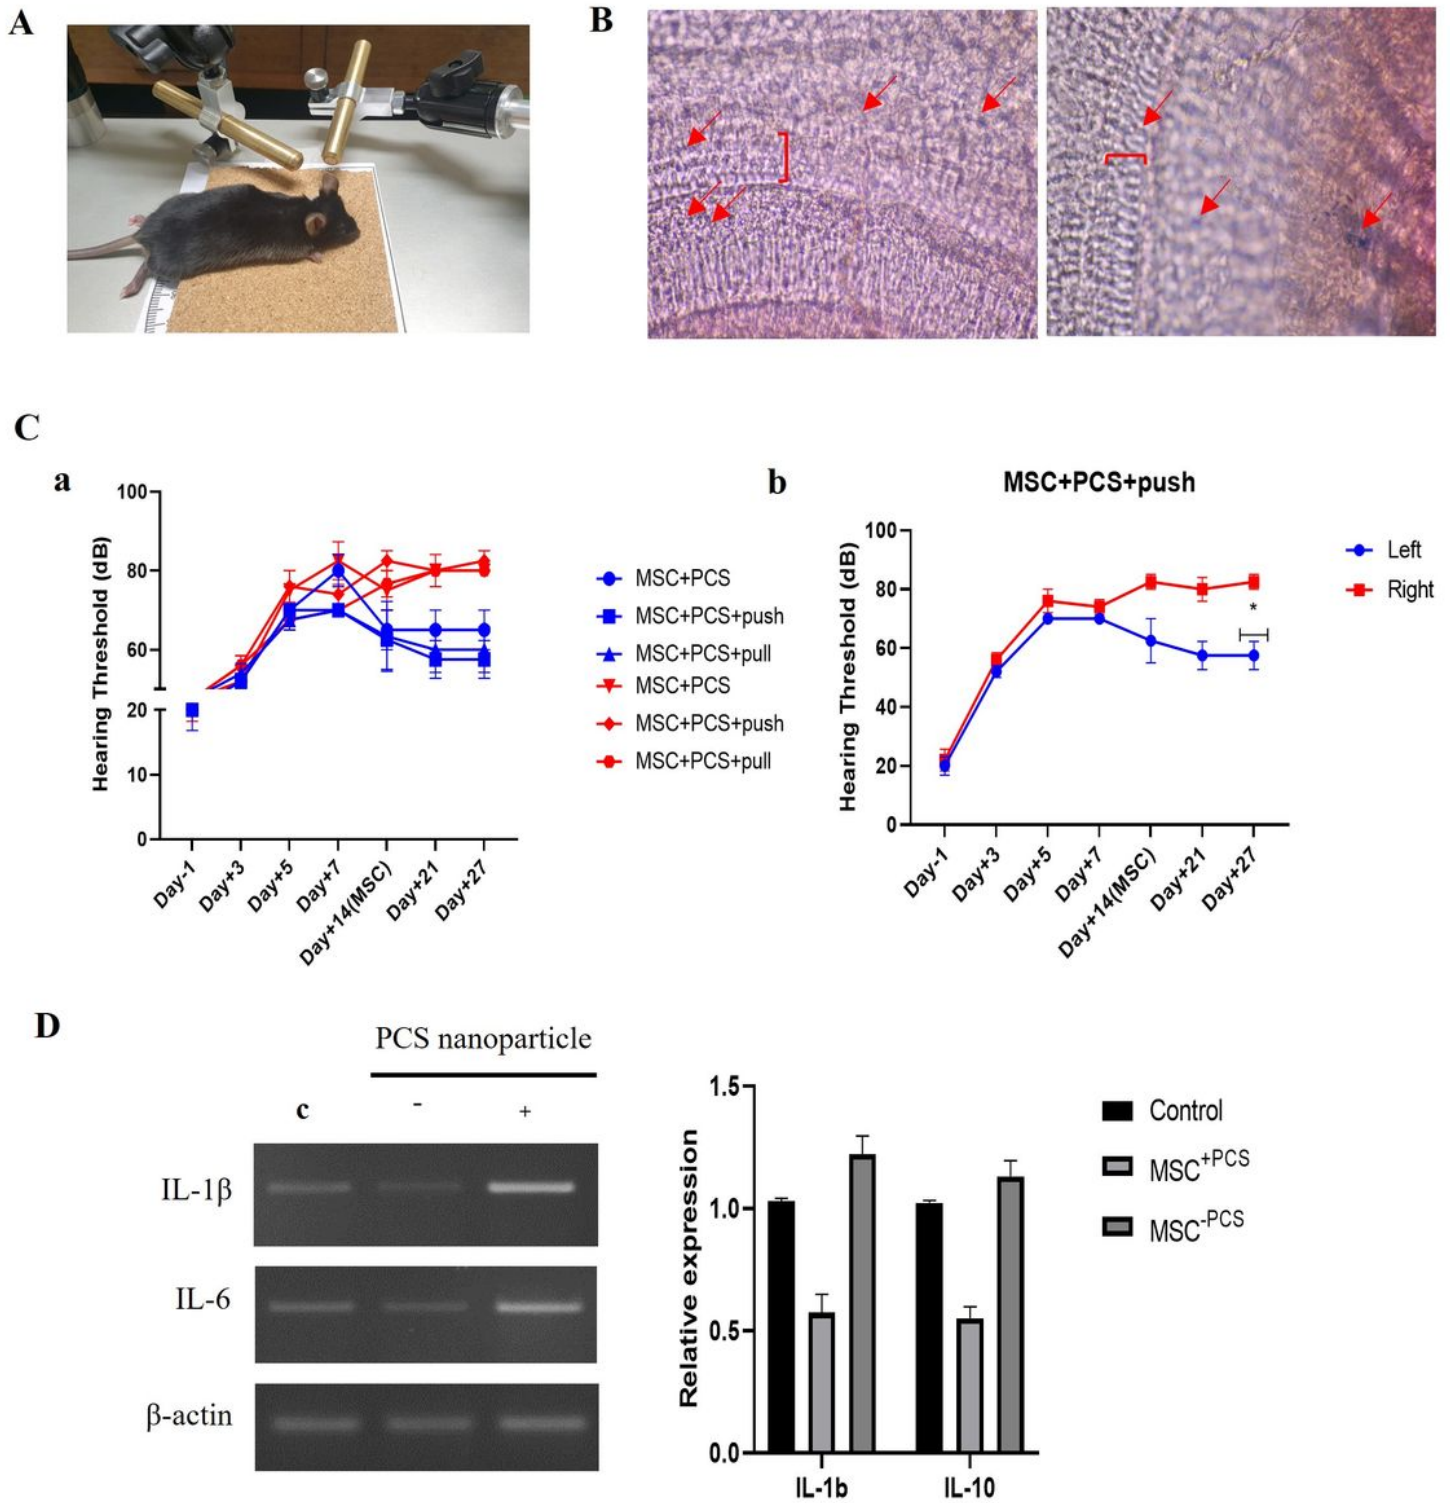 A
B
C
a
100
80
60
20
10
0
Hearing Threshold (dB)
Day-1
Day+3
Day+5
Day+7
Day+14(MSC)
Day+21
Day+27
MSC+PCS
MSC+PCS+push
MSC+PCS+pull
MSC+PCS
MSC+PCS+push
MSC+PCS+pull
b
MSC+PCS+push
100
80
60
40
20
0
Hearing Threshold (dB)
*
Day-1
Day+3
Day+5
Day+7
Day+14(MSC)
Day+21
Day+27
Left
Right
D
PCS nanoparticle
c - +
IL-1β
IL-6
β-actin
1.5
1.0
0.5
0.0
Relative expression
IL-1b
IL-10
Control
MSC+PCS
MSC-PCS